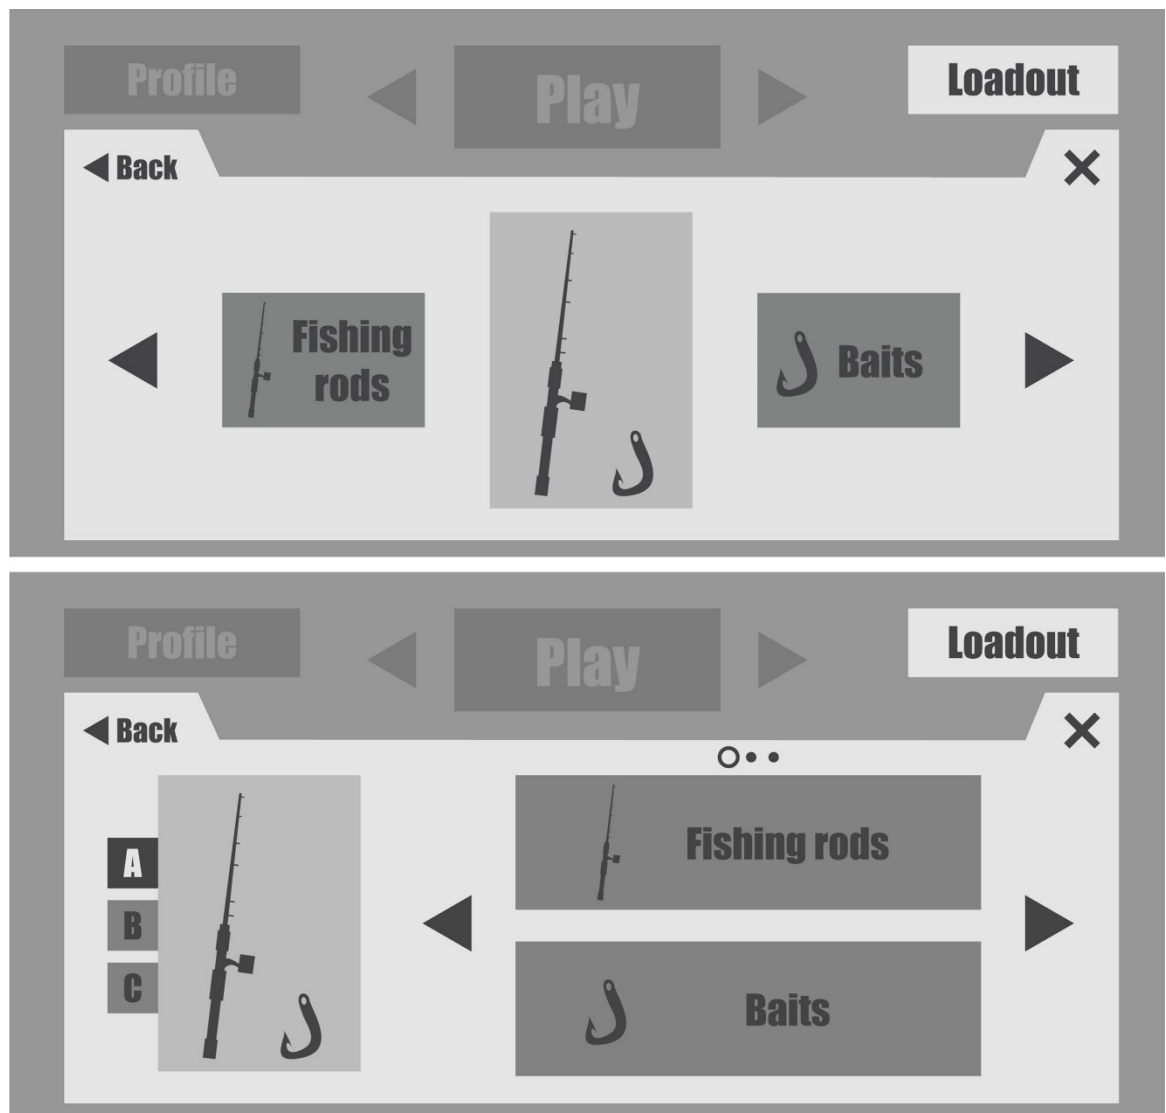 Profile
Play
Loadout
Back
Fishing
rods
Baits
Profile
Play
Loadout
Back
A
B
C
Fishing rods
Baits